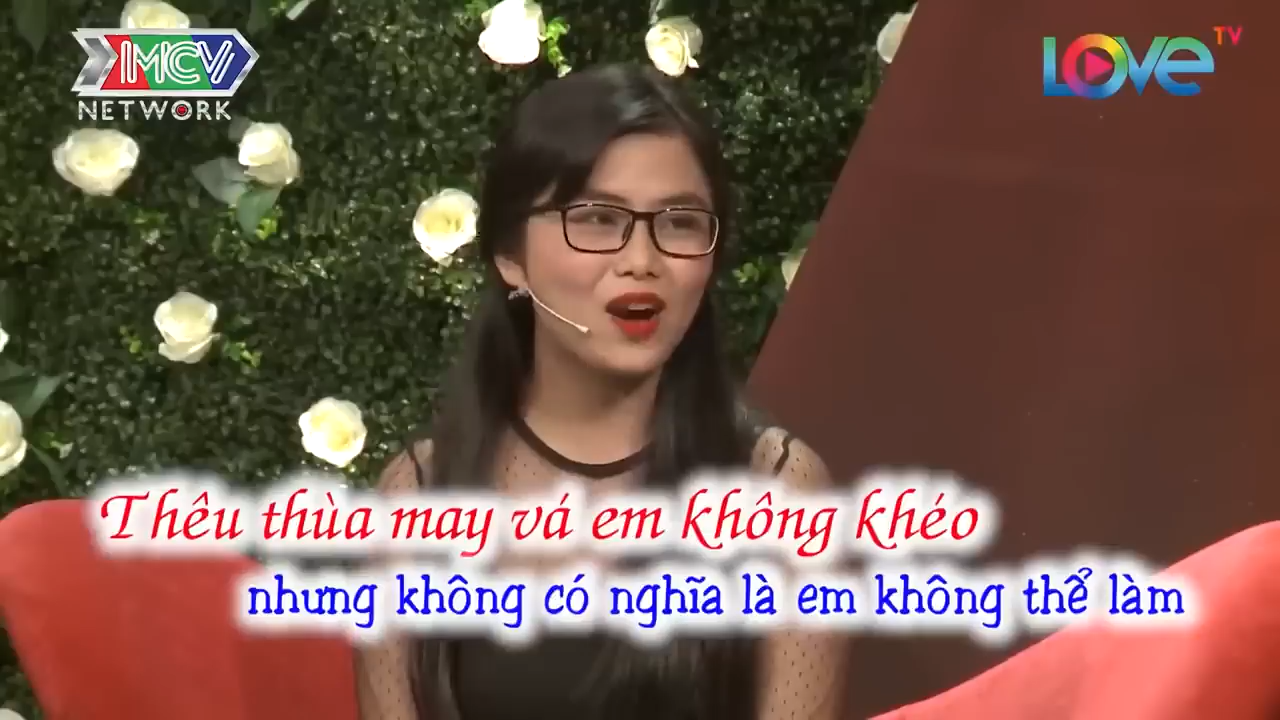 MCV
NETWORK
LOVE TV
Thêu thùa may vá em không khéo
nhưng không có nghĩa là em không thể làm